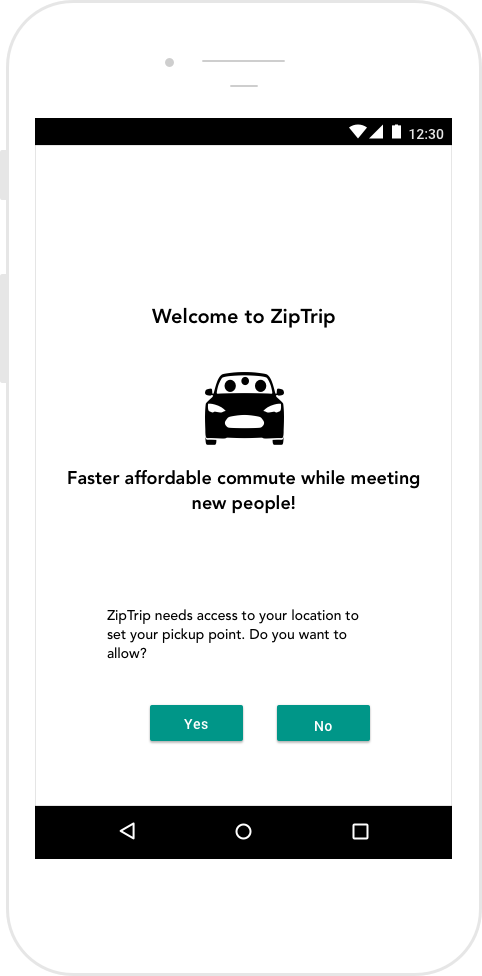 12:30
Welcome to ZipTrip
Faster affordable commute while meeting
new people!
ZipTrip needs access to your location to
set your pickup point. Do you want to
allow?
Yes
No